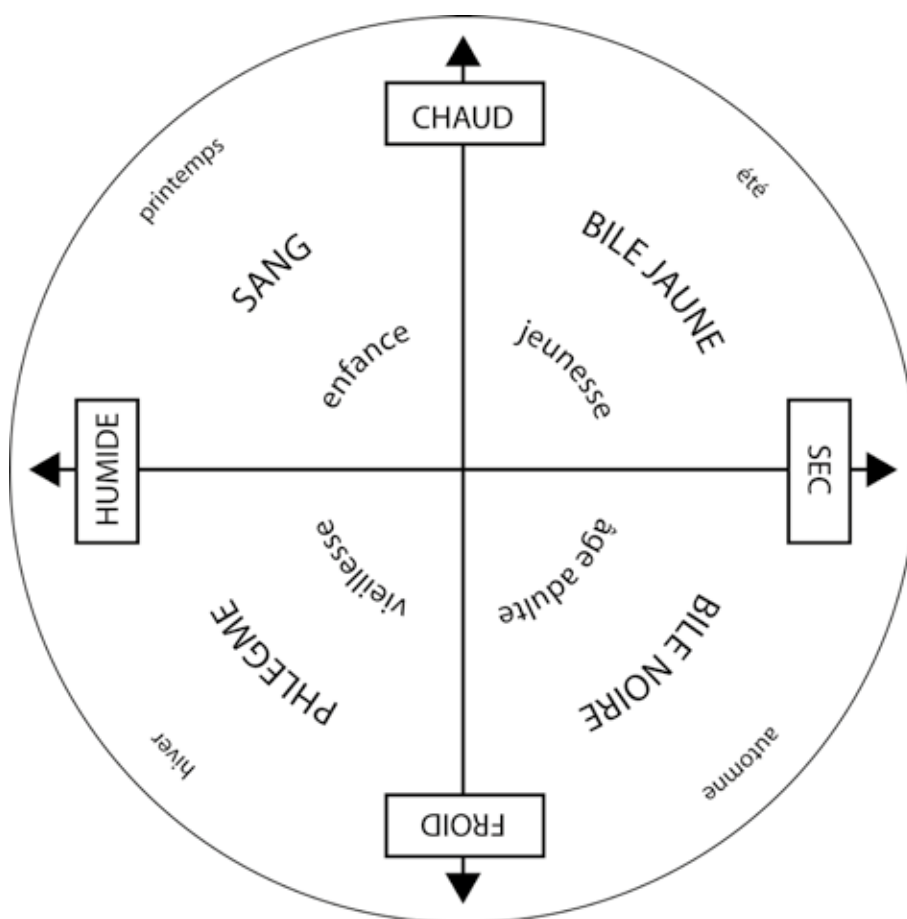 CHAUD
printemps
été
SANG
BILE JAUNE
enfance
jeunesse
HUMIDE
SEC
vieillesse
âge adulte
PHLEGME
BILE NOIRE
hiver
automne
FROID